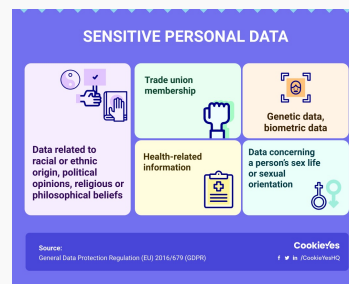 SENSITIVE PERSONAL DATA
Data related to
racial or ethnic
origin, political
opinions, religious or
philosophical beliefs
Trade union
membership
Genetic data,
biometric data
Health-related
information
Data concerning
a person's sex life
or sexual
orientation
Source:
General Data Protection Regulation (EU) 2016/679 (GDPR)
CookieYes
/CookieYesHQ